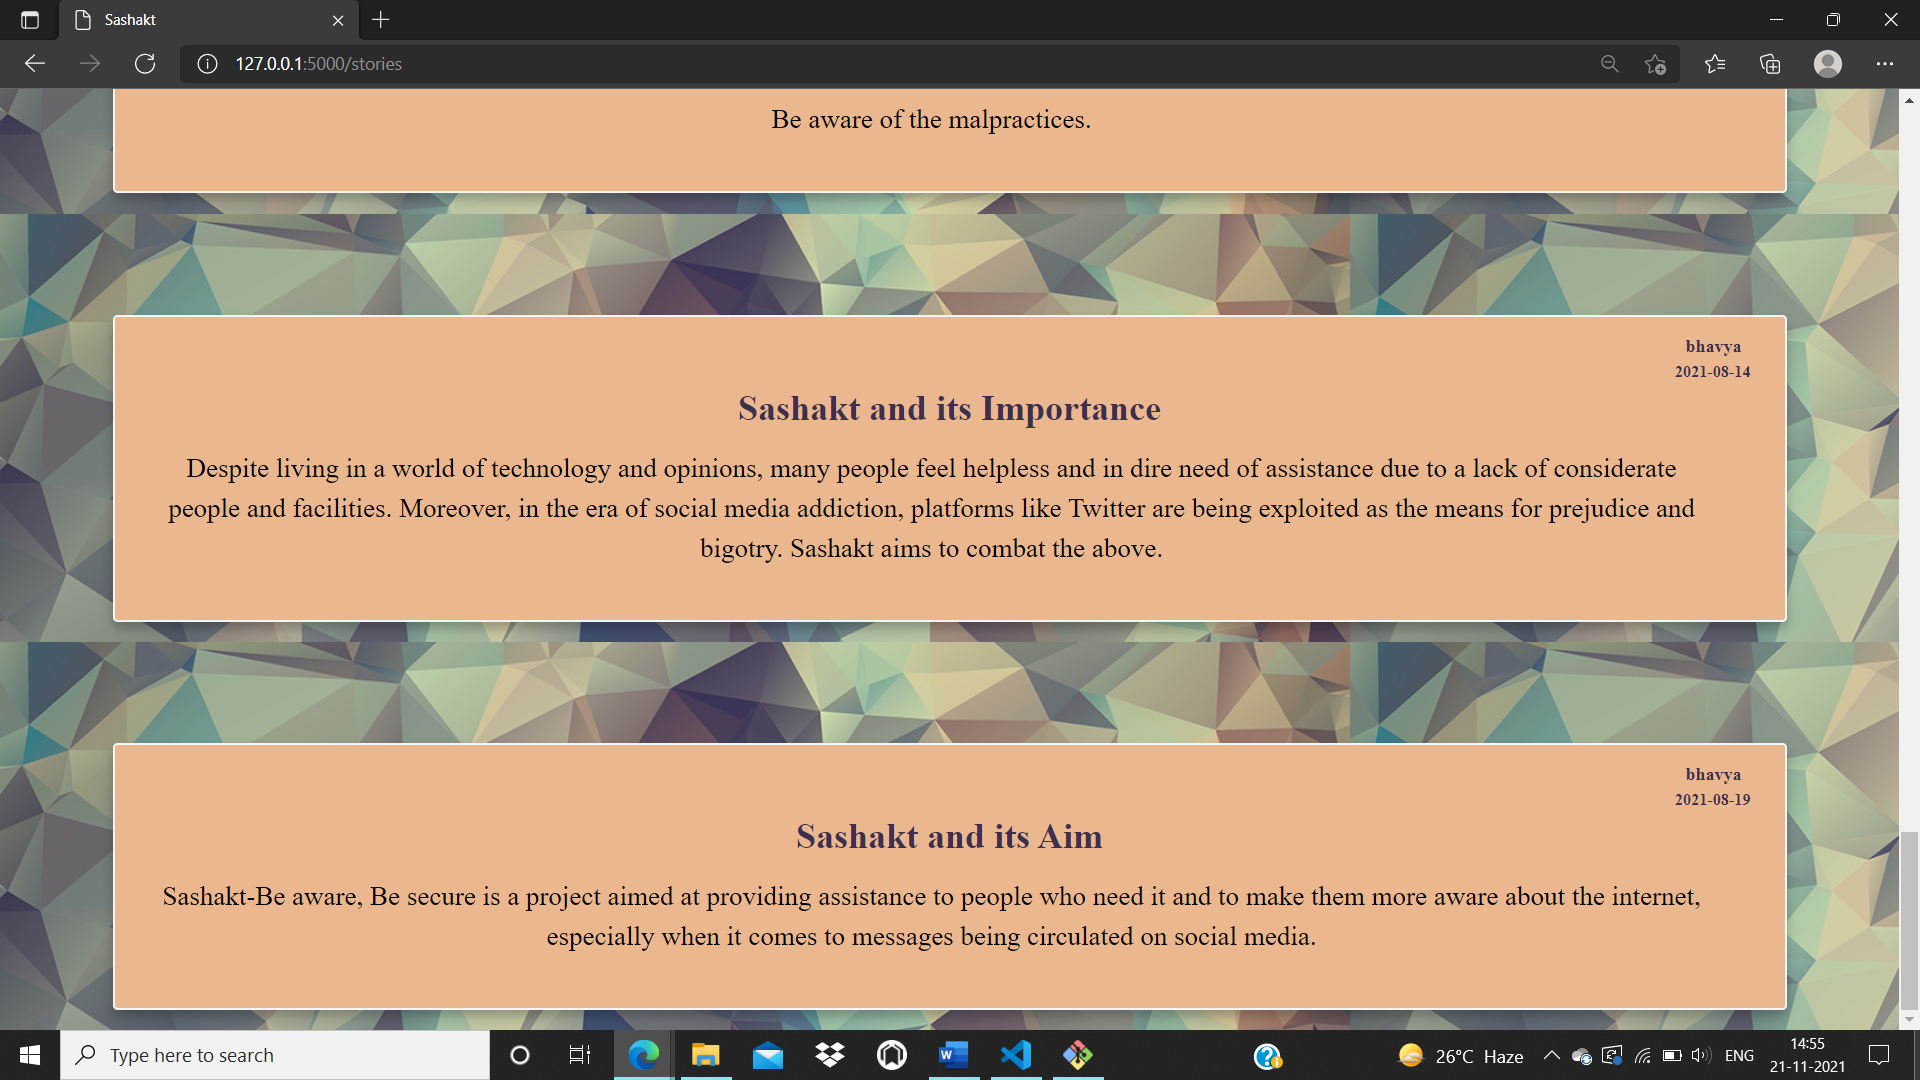 Sashakt
127.0.0.1:5000/stories
Be aware of the malpractices.
bhavya
2021-08-14
Sashakt and its Importance
Despite living in a world of technology and opinions, many people feel helpless and in dire need of assistance due to a lack of considerate
people and facilities. Moreover, in the era of social media addiction, platforms like Twitter are being exploited as the means for prejudice and
bigotry. Sashakt aims to combat the above.
bhavya
2021-08-19
Sashakt and its Aim
Sashakt-Be aware, Be secure is a project aimed at providing assistance to people who need it and to make them more aware about the internet,
especially when it comes to messages being circulated on social media.
Type here to search
26°C Haze
ENG
14:55
21-11-2021